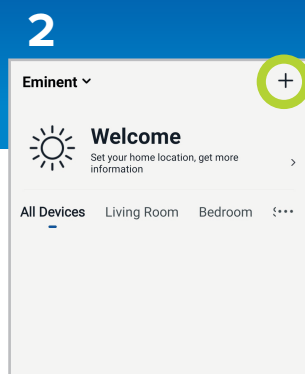 2
Eminent
Welcome
Set your home location, get more
information
All Devices Living Room Bedroom